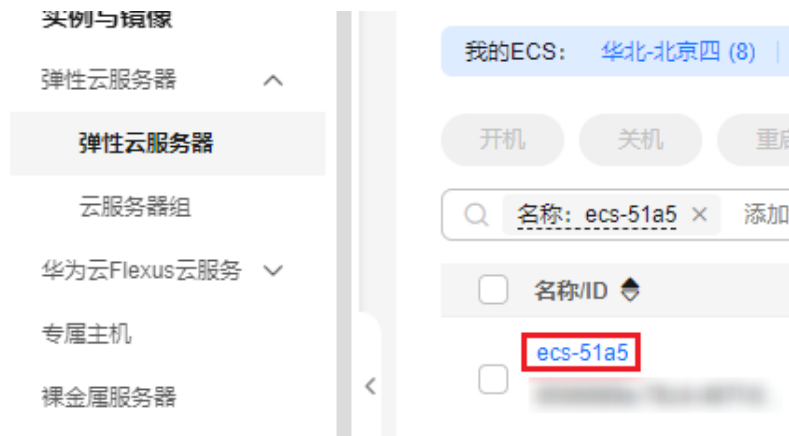 实例与镜像
弹性云服务器
弹性云服务器
云服务器组
华为云Flexus云服务
专属主机
裸金属服务器
我的ECS： 华北-北京四 (8)
开机 关机 重启
名称：ecs-51a5 × 添加
名称/ID
ecs-51a5